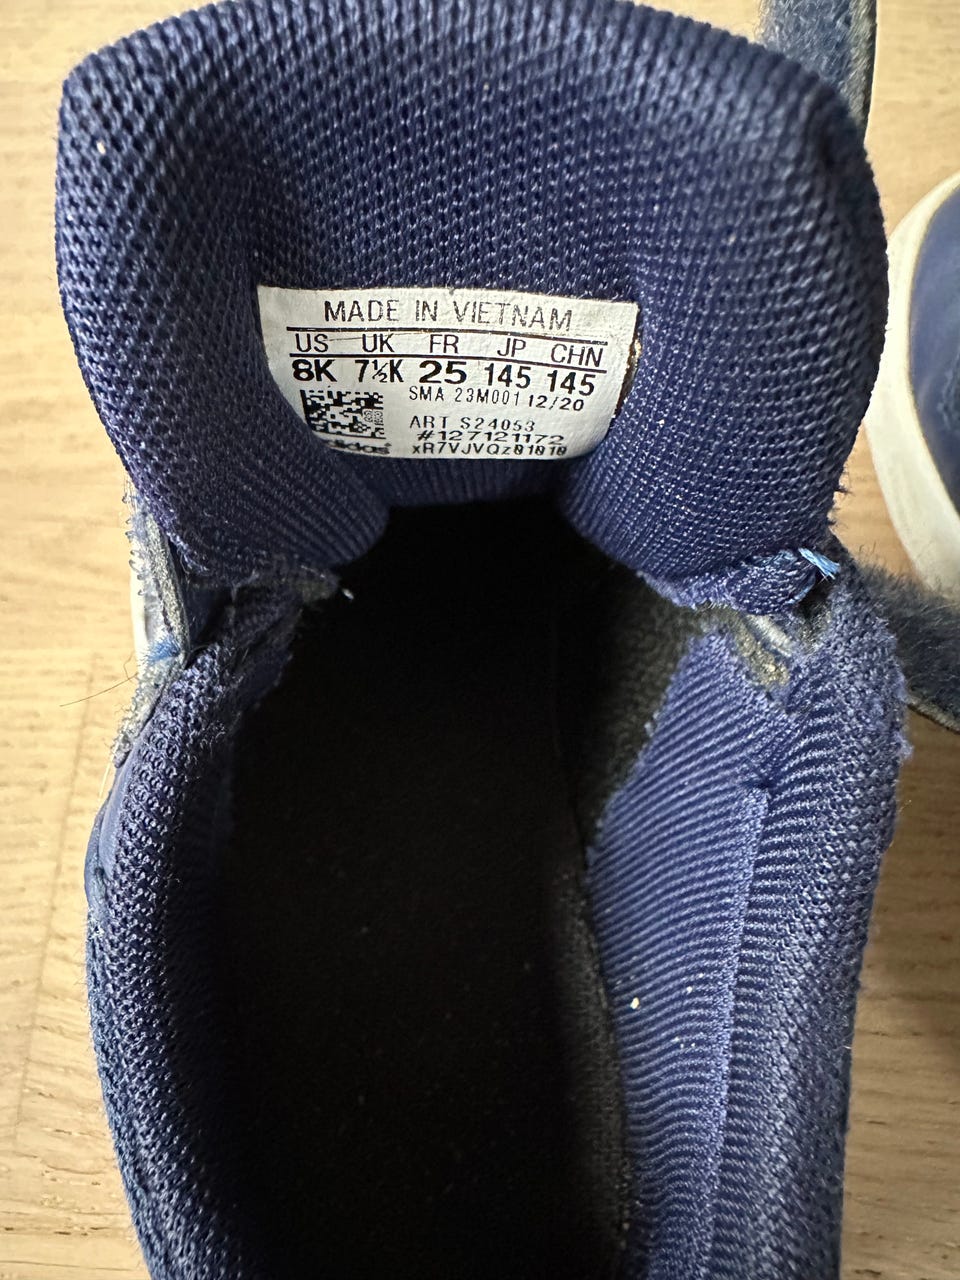 MADE IN VIETNAM
US UK FR JP CHN
8K 7½K 25 145 145
SMA 23M001 12/20
ART S24053
#127121172
adidas xR7VJVQz01010